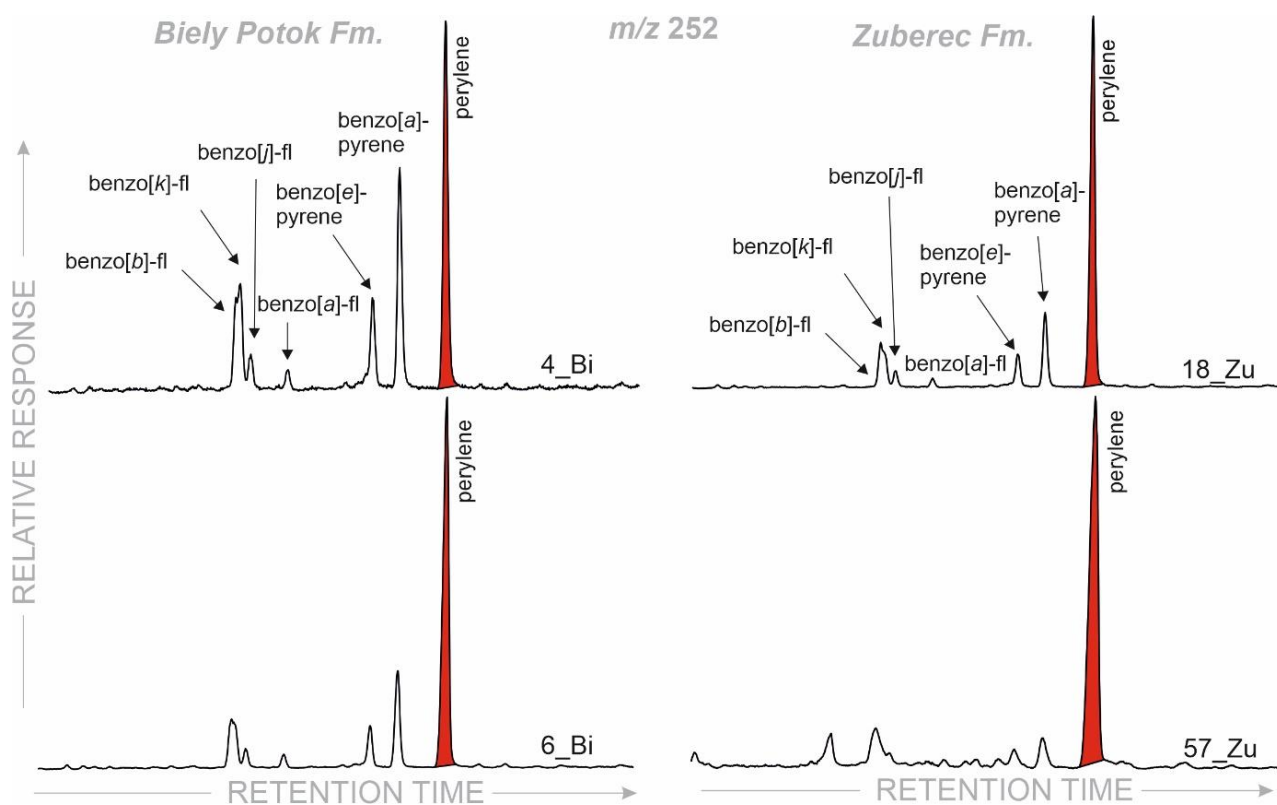 Biely Potok Fm.
m/z 252
Zuberec Fm.
RELATIVE RESPONSE
perylene
benzo[a]-
pyrene
benzo[j]-fl
benzo[k]-fl
benzo[e]-
pyrene
benzo[b]-fl
benzo[a]-fl
4_Bi
perylene
benzo[j]-fl
benzo[a]-
pyrene
benzo[k]-fl
benzo[e]-
pyrene
benzo[b]-fl
benzo[a]-fl
18_Zu
perylene
6_Bi
perylene
57_Zu
RETENTION TIME
RETENTION TIME